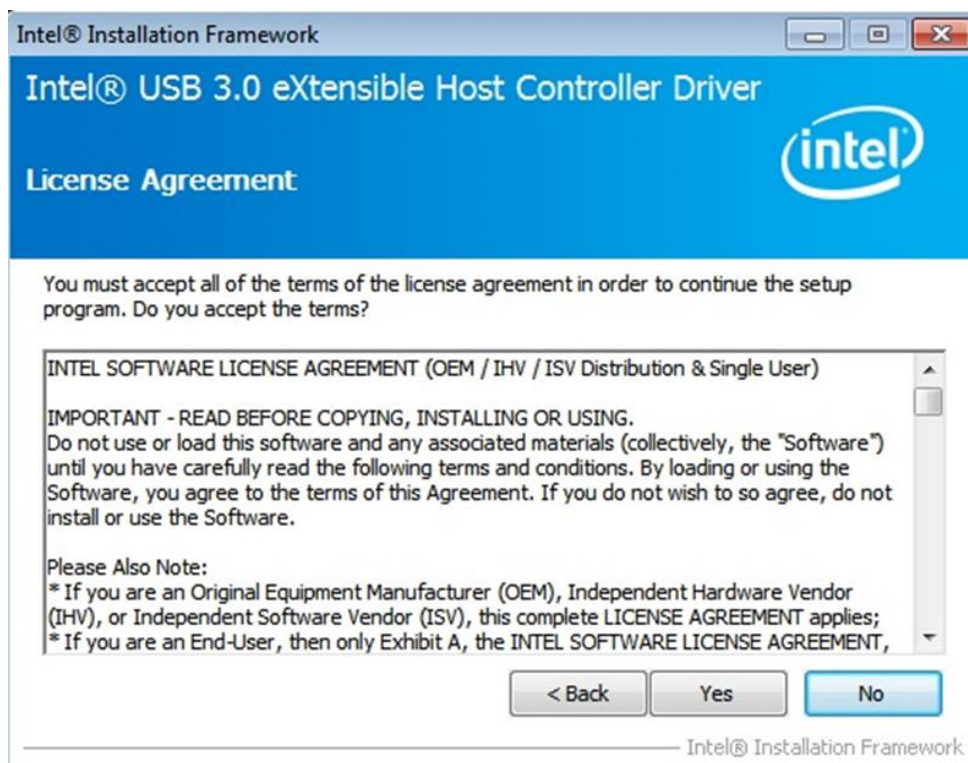 Intel® Installation Framework
Intel® USB 3.0 eXtensible Host Controller Driver
intel
License Agreement
You must accept all of the terms of the license agreement in order to continue the setup
program. Do you accept the terms?
INTEL SOFTWARE LICENSE AGREEMENT (OEM / IHV / ISV Distribution & Single User)
IMPORTANT - READ BEFORE COPYING, INSTALLING OR USING.
Do not use or load this software and any associated materials (collectively, the "Software")
until you have carefully read the following terms and conditions. By loading or using the
Software, you agree to the terms of this Agreement. If you do not wish to so agree, do not
install or use the Software.
Please Also Note:
* If you are an Original Equipment Manufacturer (OEM), Independent Hardware Vendor
(IHV), or Independent Software Vendor (ISV), this complete LICENSE AGREEMENT applies;
* If you are an End-User, then only Exhibit A, the INTEL SOFTWARE LICENSE AGREEMENT,
< Back Yes No
Intel® Installation Framework